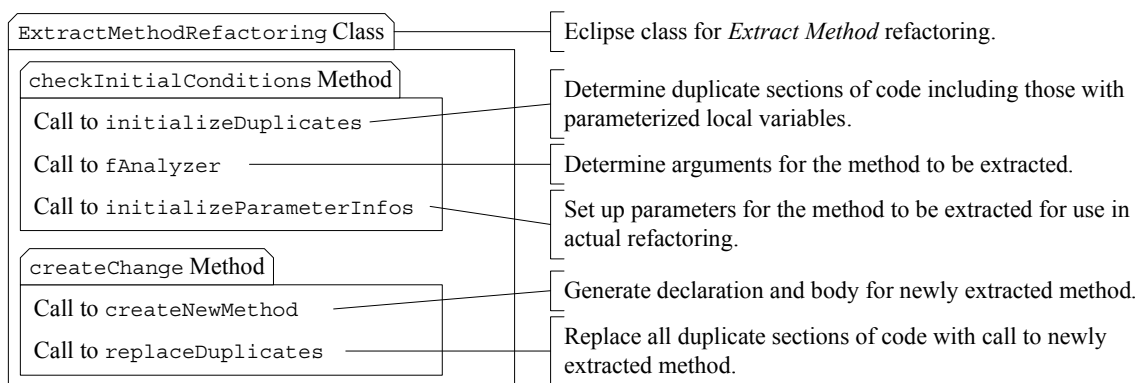 ExtractMethodRefactoring Class
Eclipse class for Extract Method refactoring.
checkInitialConditions Method
Call to initializeDuplicates
Determine duplicate sections of code including those with
parameterized local variables.
Call to fAnalyzer
Determine arguments for the method to be extracted.
Call to initializeParameterInfos
Set up parameters for the method to be extracted for use in
actual refactoring.
createChange Method
Call to createNewMethod
Generate declaration and body for newly extracted method.
Call to replaceDuplicates
Replace all duplicate sections of code with call to newly
extracted method.